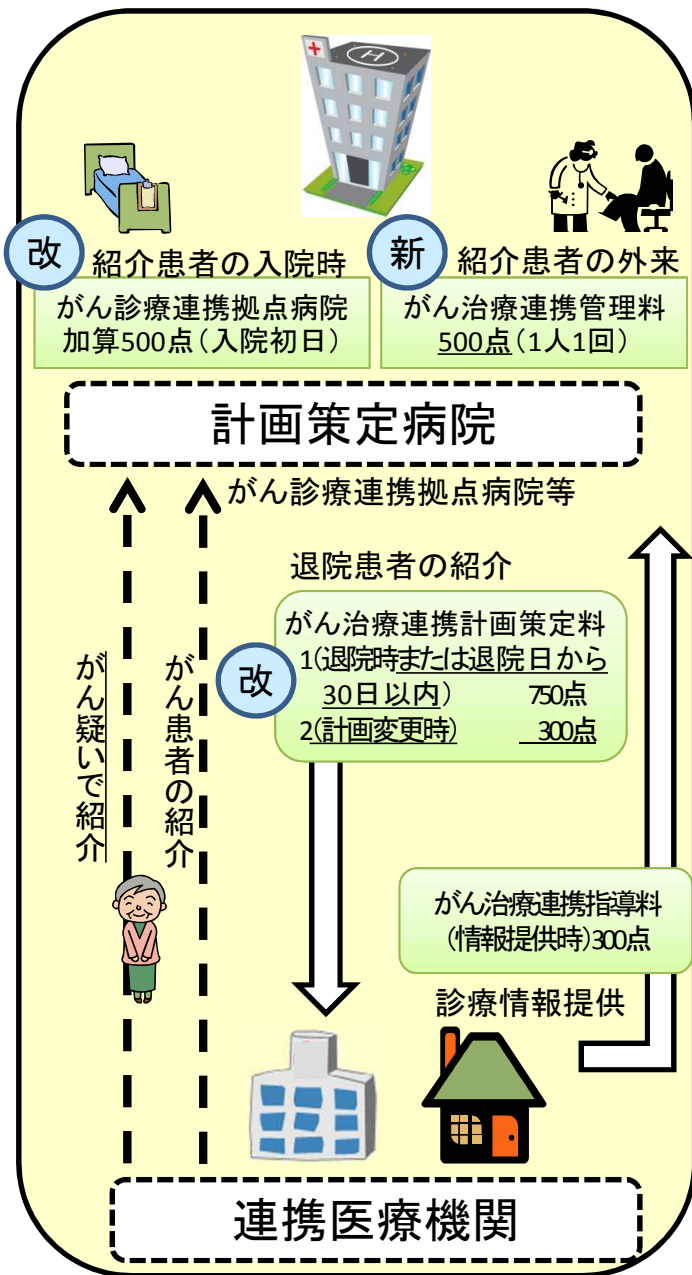 H
改
紹介患者の入院時
がん診療連携拠点病院
加算500点（入院初日）
新
紹介患者の外来
がん治療連携管理料
500点（1人1回）
計画策定病院
がん診療連携拠点病院等
がん疑いで紹介
がん患者の紹介
退院患者の紹介
改
がん治療連携計画策定料
1(退院時または退院日から
30日以内） 750点
2(計画変更時) 300点
がん治療連携指導料
(情報提供時)300点
診療情報提供
連携医療機関